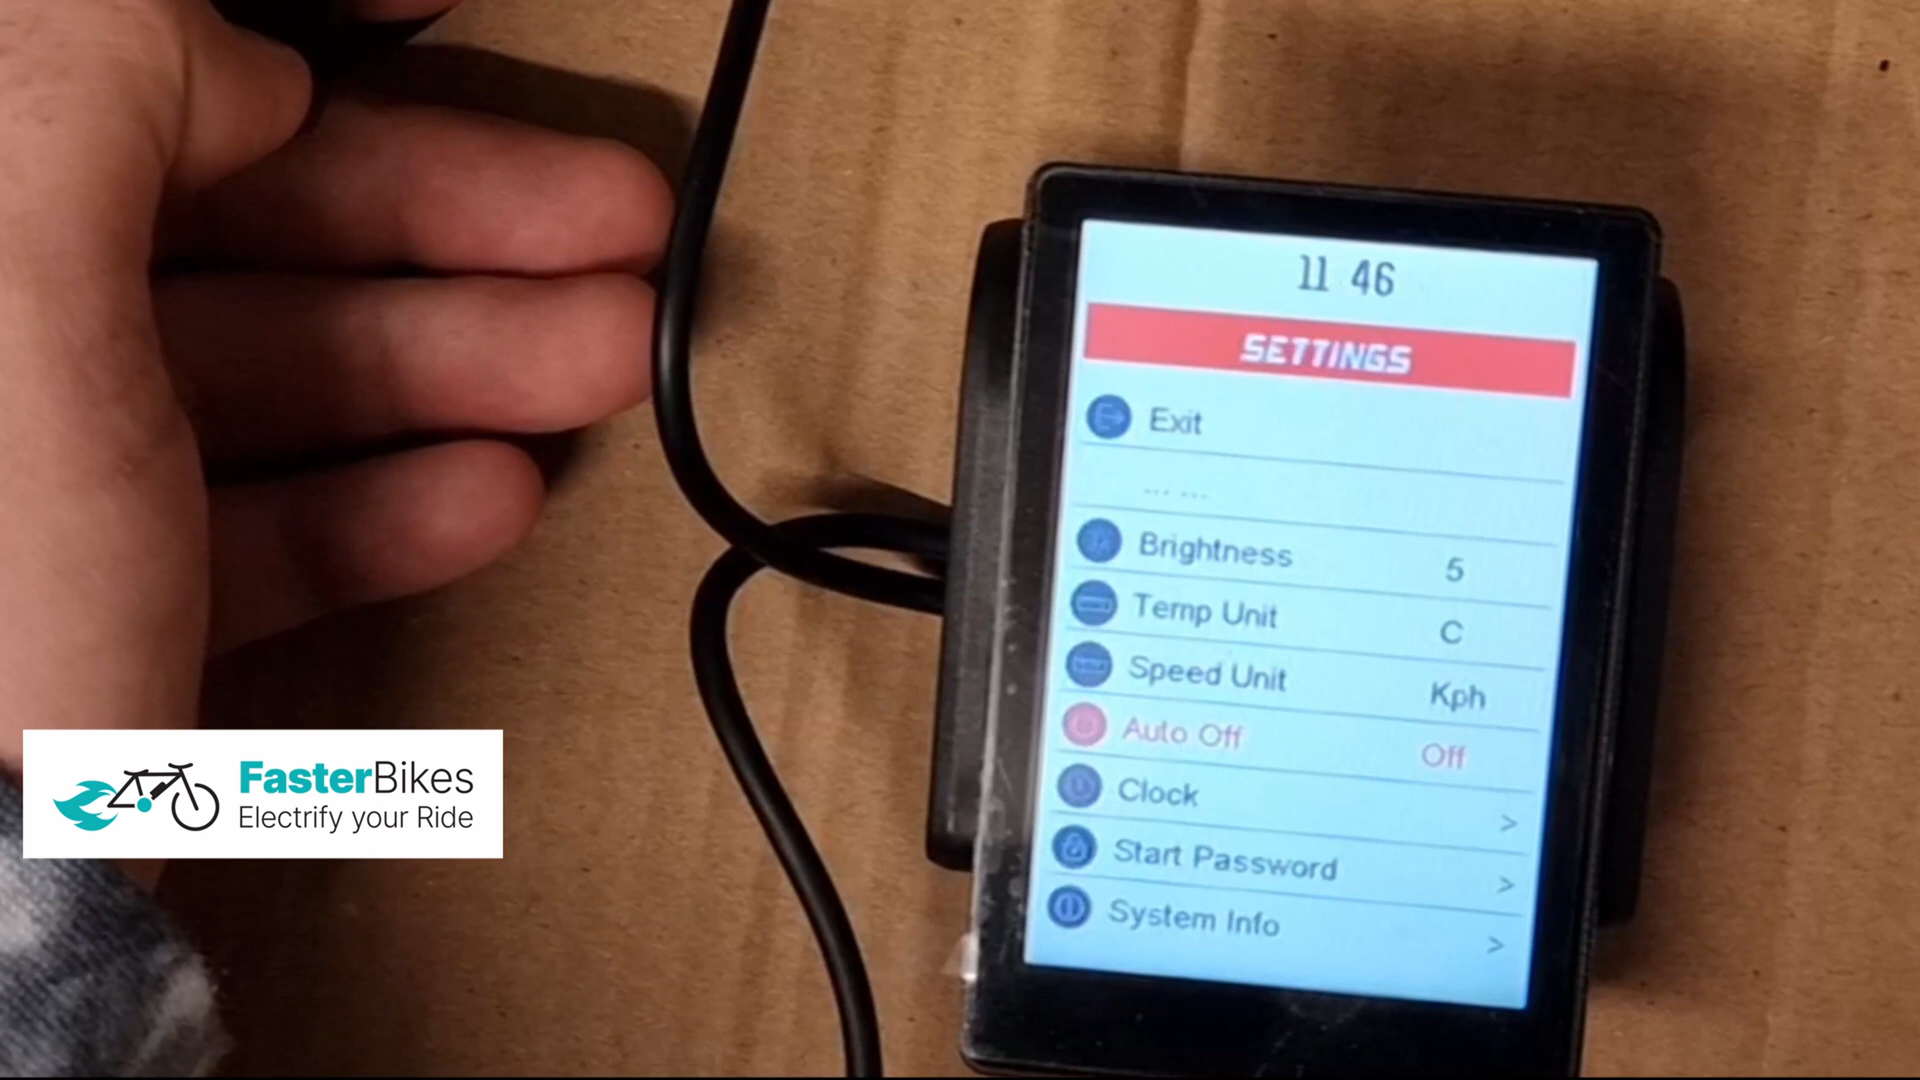 11 46
SETTINGS
Exit
... ...
Brightness 5
Temp Unit C
Speed Unit Kph
Auto Off Off
Clock >
Start Password >
System Info >
FasterBikes
Electrify your Ride